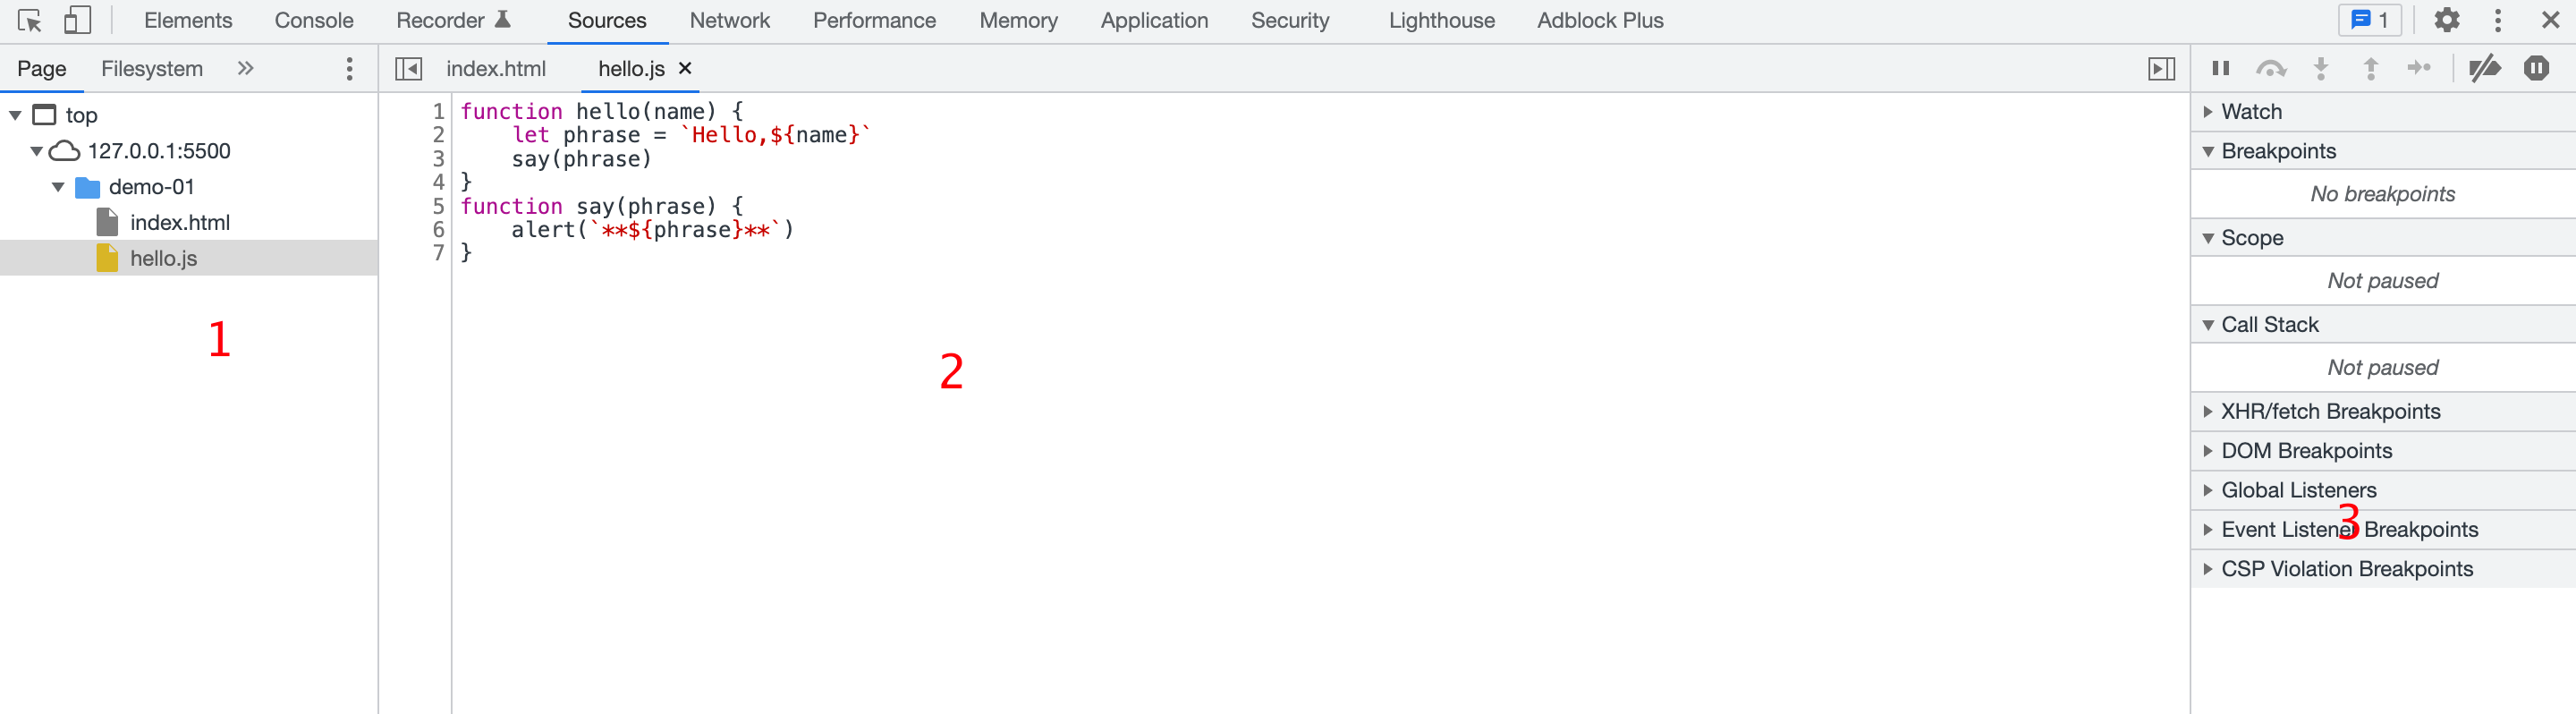 Elements Console Recorder Sources Network Performance Memory Application Security Lighthouse Adblock Plus 1
Page Filesystem
index.html hello.js
top
127.0.0.1:5500
demo-01
index.html
hello.js
1
1 function hello(name) {
2     let phrase = `Hello,${name}`
3     say(phrase)
4 }
5 function say(phrase) {
6     alert(`**${phrase}**`)
7 }
2
Watch
Breakpoints
No breakpoints
Scope
Not paused
Call Stack
Not paused
XHR/fetch Breakpoints
DOM Breakpoints
Global Listeners
Event Listener Breakpoints
3
CSP Violation Breakpoints